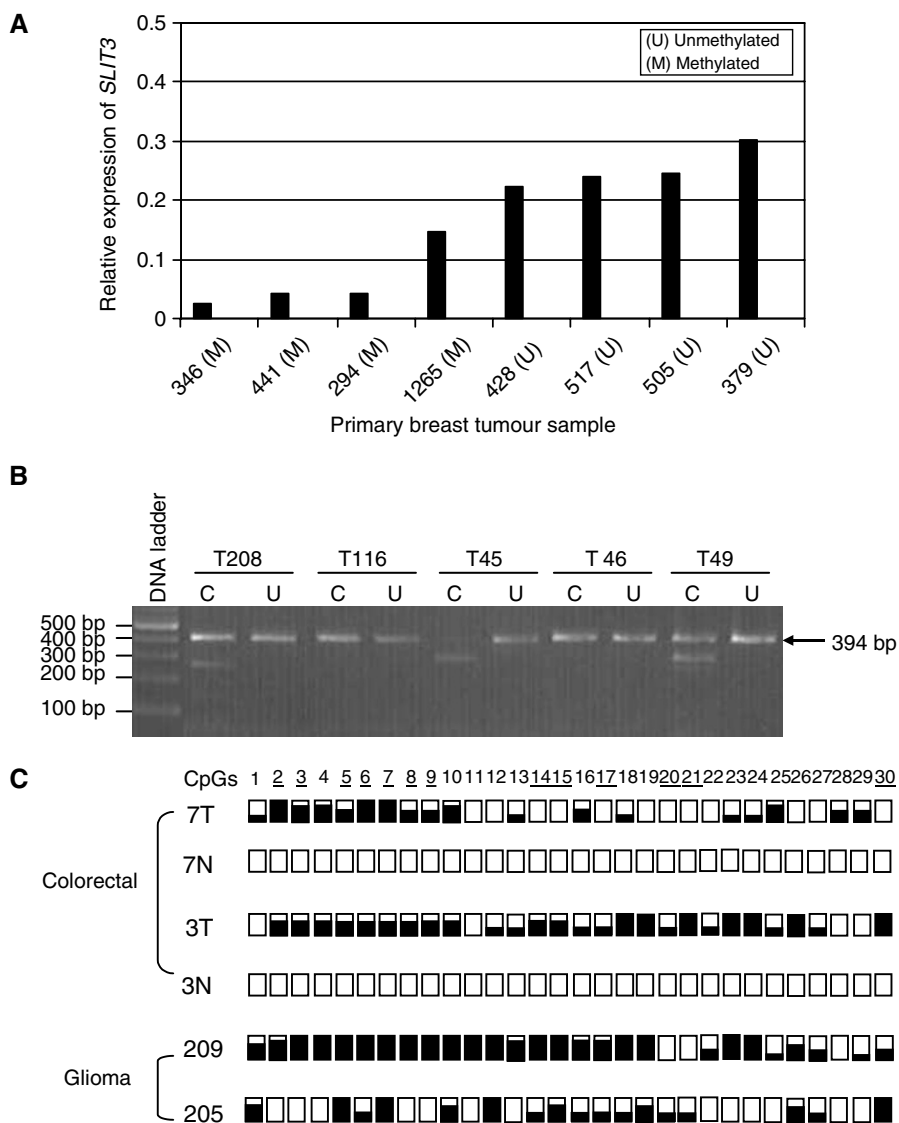 A
0.5
0.4
0.3
0.2
0.1
0
Relative expression of SLIT3
(U) Unmethylated
(M) Methylated
346 (M) 441 (M) 294 (M) 1265 (M) 428 (U) 517 (U) 505 (U) 379 (U)
Primary breast tumour sample
B
DNA ladder
T208 T116 T45 T 46 T49
C U C U C U C U C U
500 bp
400 bp
300 bp
200 bp
100 bp
394 bp
C
CpGs 1 2 3 4 5 6 7 8 9 10 11 12 13 14 15 16 17 18 19 20 21 22 23 24 25 26 27 28 29 30
7T
7N
Colorectal
3T
3N
209
Glioma
205